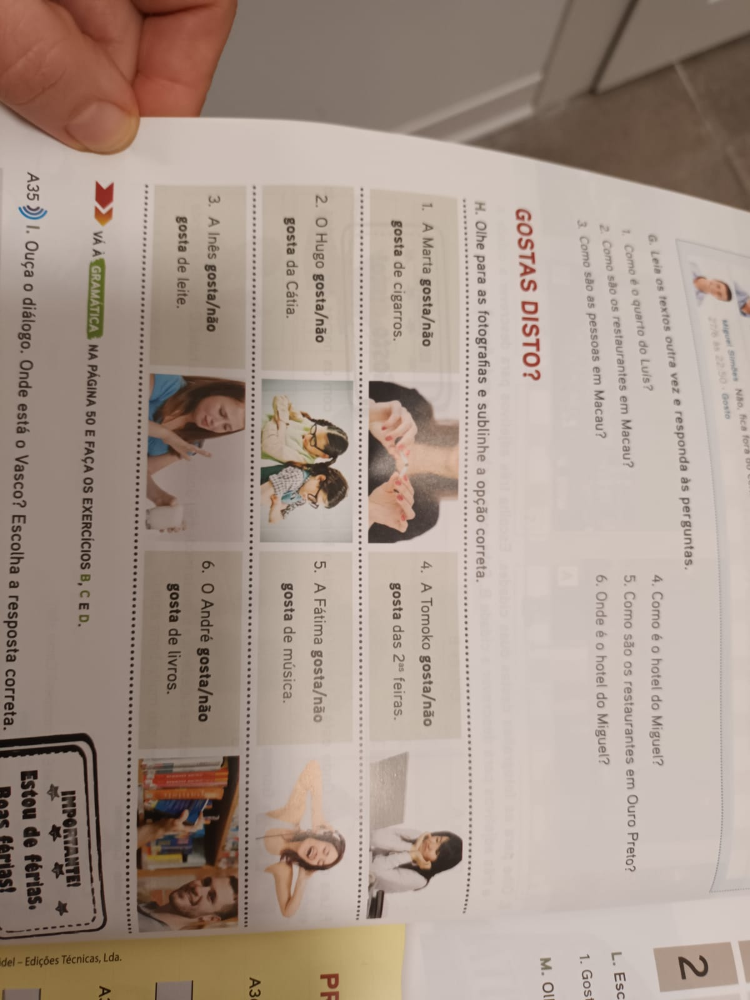 Miguel Simões Não, fica fora do
27/6 às 22:50 · Gosto
G. Leia os textos outra vez e responda às perguntas.
1. Como é o quarto do Luís?
2. Como são os restaurantes em Macau?
3. Como são as pessoas em Macau?
4. Como é o hotel do Miguel?
5. Como são os restaurantes em Ouro Preto?
6. Onde é o hotel do Miguel?
GOSTAS DISTO?
H. Olhe para as fotografias e sublinhe a opção correta.
1. A Marta gosta/não
gosta de cigarros.
4. A Tomoko gosta/não
gosta das 2as feiras.
2. O Hugo gosta/não
gosta da Cátia.
5. A Fátima gosta/não
gosta de música.
3. A Inês gosta/não
gosta de leite.
6. O André gosta/não
gosta de livros.
VÁ À GRAMÁTICA NA PÁGINA 50 E FAÇA OS EXERCÍCIOS B, C E D.
A35 I. Ouça o diálogo. Onde está o Vasco? Escolha a resposta correta.
IMPORTANTE!
Estou de férias.
Boas férias!
2
L. Esc
1. Gost
M. Ol
PR
A3
A3
del – Edições Técnicas, Lda.